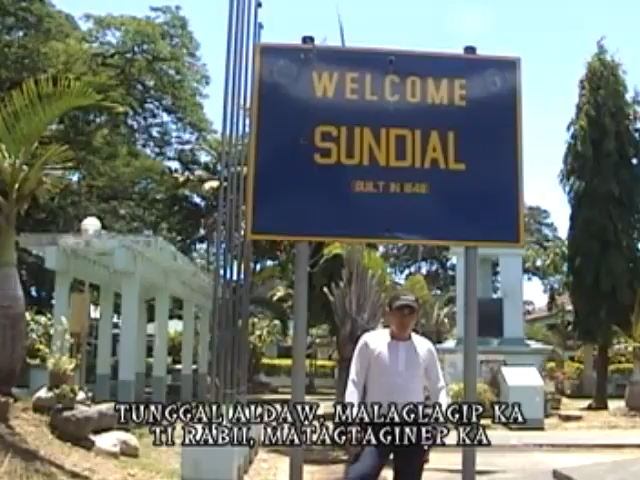 WELCOME
SUNDIAL
(BUILT IN 1848)
TUNGGAL ALDAW, MALAGLAGIP KA
TI RABII, MATAGTAGINEP KA